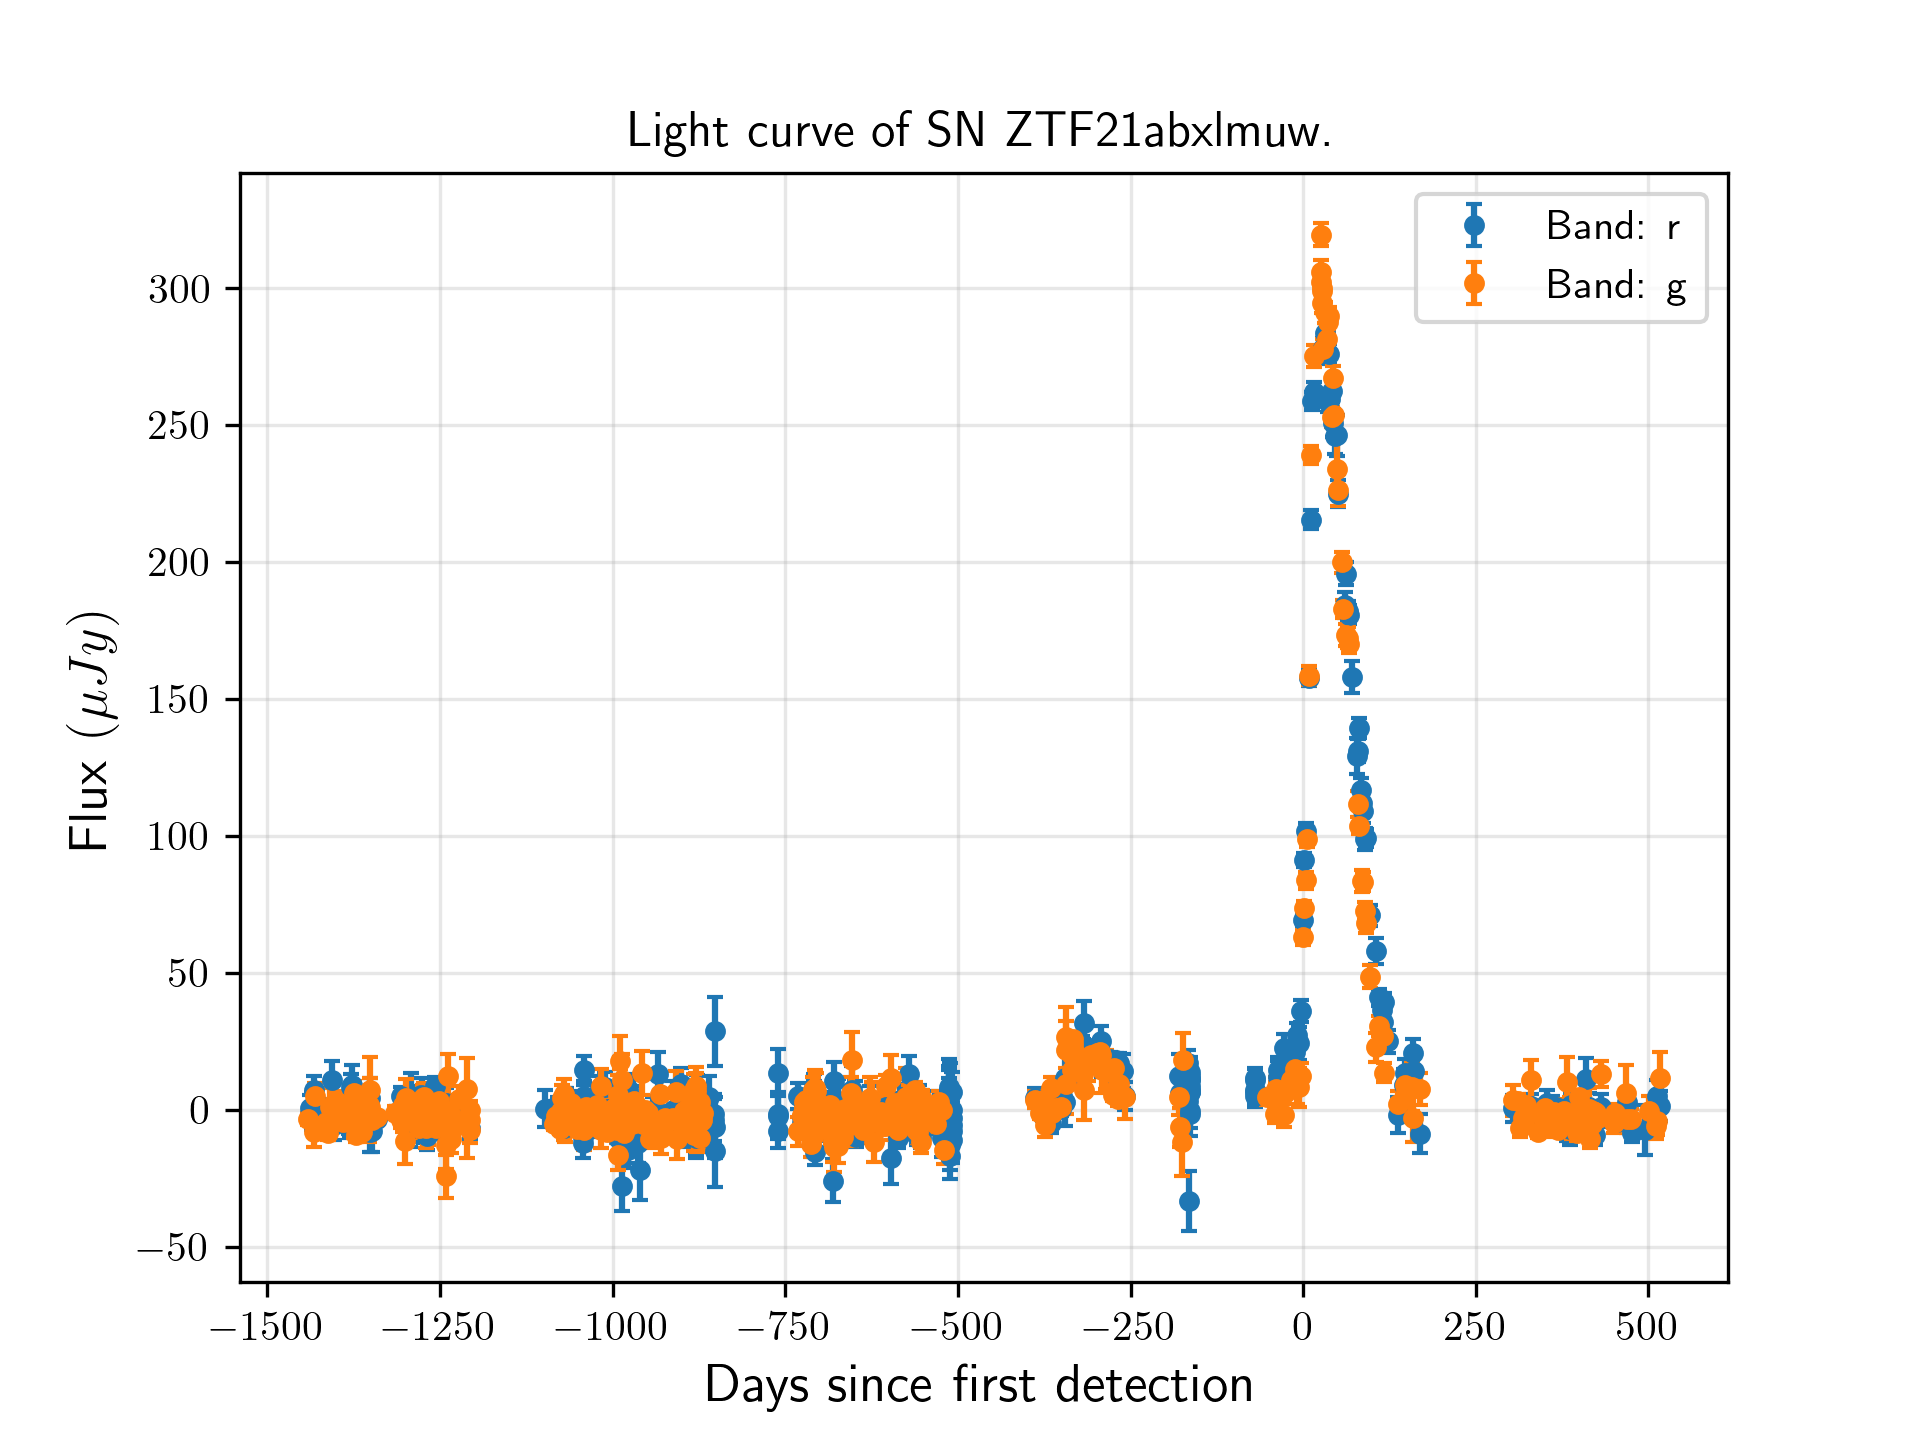 Light curve of SN ZTF21abxlmuw.
Band: r
Band: g
300
250
200
150
100
50
0
−50
Flux (μJy)
−1500 −1250 −1000 −750 −500 −250 0 250 500
Days since first detection